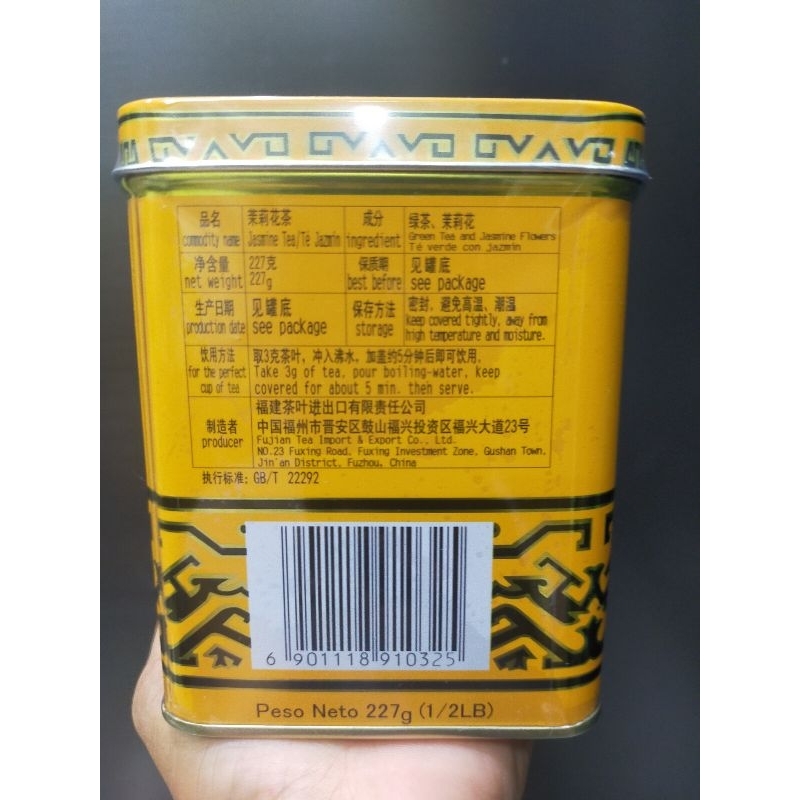 品名 茉莉花茶 成分 绿茶、茉莉花
commodity name Jasmine Tea/Té Jazmín ingredient Green Tea and Jasmine Flowers
Té verde con jazmín
净含量 227克 保质期 见罐底
net weight 227g best before see package
生产日期 见罐底 保存方法 密封，避免高温、潮湿
production date see package storage keep covered tightly, away from
high temperature and moisture.
饮用方法 取3克茶叶，冲入沸水，加盖约5分钟后即可饮用。
for the perfect Take 3g of tea, pour boiling-water, keep
cup of tea covered for about 5 min. then serve.
制造者 福建茶叶进出口有限责任公司
producer 中国福州市晋安区鼓山福兴投资区福兴大道23号
Fujian Tea Import & Export Co., Ltd.
NO.23 Fuxing Road, Fuxing Investment Zone, Gushan Town,
Jin'an District, Fuzhou, China
执行标准：GB/T 22292
6 901118 910325
Peso Neto 227g (1/2LB)